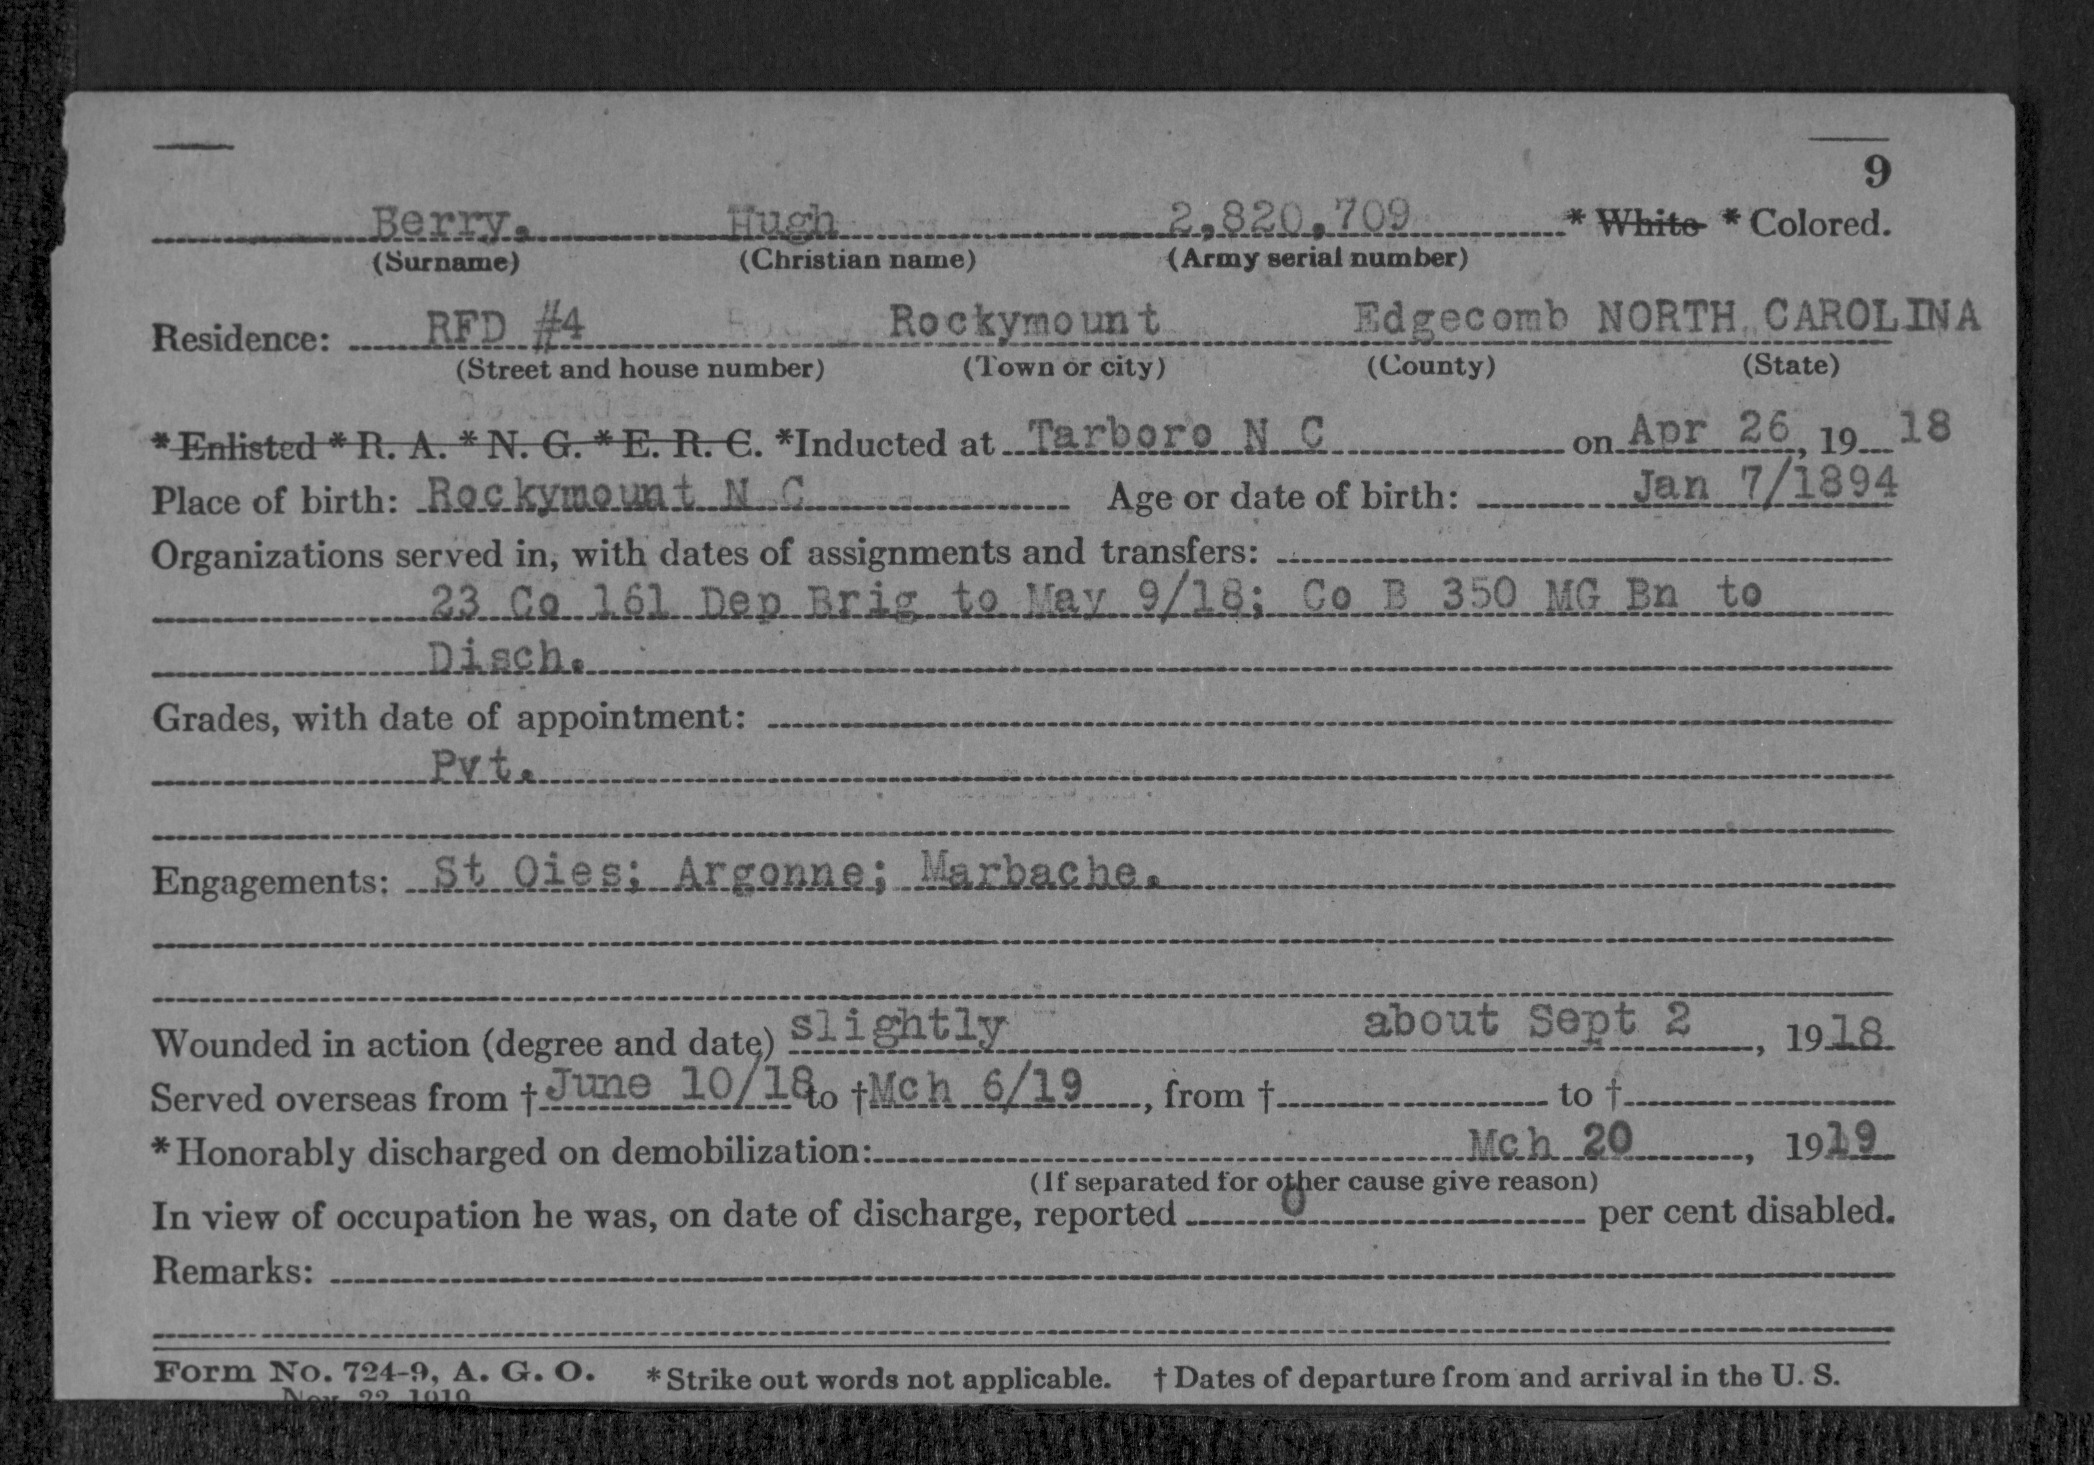 9
Berry, Hugh 2,820,709 * White * Colored.
(Surname) (Christian name) (Army serial number)
Residence: RFD #4 Rockymount Edgecomb NORTH CAROLINA
(Street and house number) (Town or city) (County) (State)
*Enlisted *R. A. *N. G. *E. R. C. *Inducted at Tarboro N C on Apr 26, 19 18
Place of birth: Rockymount N C Age or date of birth: Jan 7/1894
Organizations served in, with dates of assignments and transfers:
23 Co 161 Dep Brig to May 9/18; Co B 350 MG Bn to
Disch.
Grades, with date of appointment:
Pvt.
Engagements: St Oies; Argonne; Marbache.
Wounded in action (degree and date) slightly about Sept 2, 1918
Served overseas from † June 10/18 to † Mch 6/19, from † to †
*Honorably discharged on demobilization: Mch 20, 1919
(If separated for other cause give reason)
In view of occupation he was, on date of discharge, reported 0 per cent disabled.
Remarks:
Form No. 724-9, A. G. O. *Strike out words not applicable. † Dates of departure from and arrival in the U. S.
Nov. 22, 1919